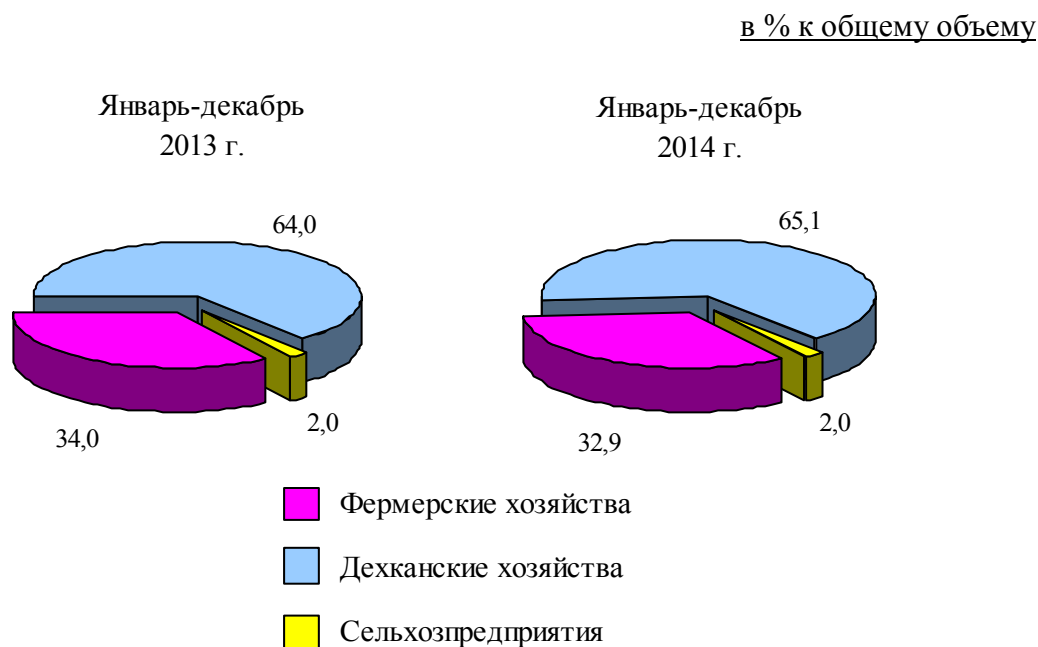 в % к общему объему
Январь-декабрь
2013 г.
Январь-декабрь
2014 г.
64,0
34,0
2,0
65,1
32,9
2,0
Фермерские хозяйства
Дехканские хозяйства
Сельхозпредприятия